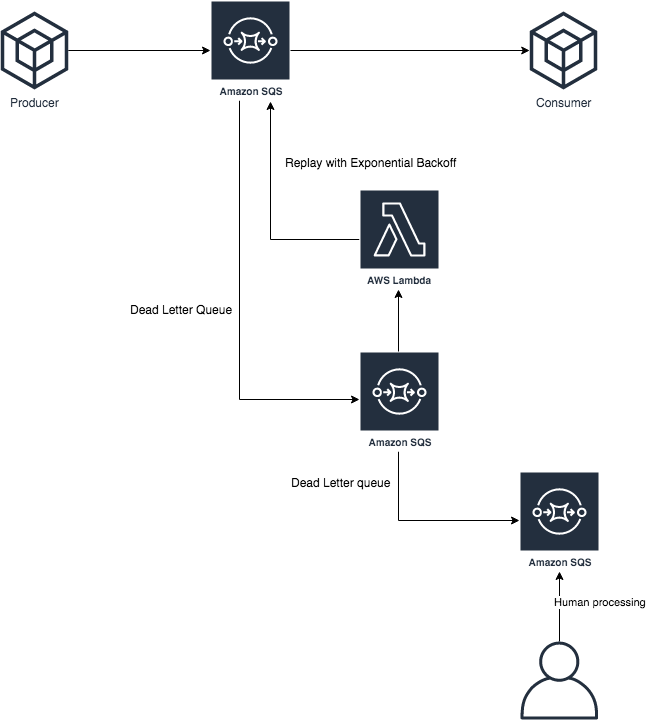 Amazon SQS
Producer
Consumer
Replay with Exponential Backoff
AWS Lambda
Dead Letter Queue
Amazon SQS
Dead Letter queue
Amazon SQS
Human processing